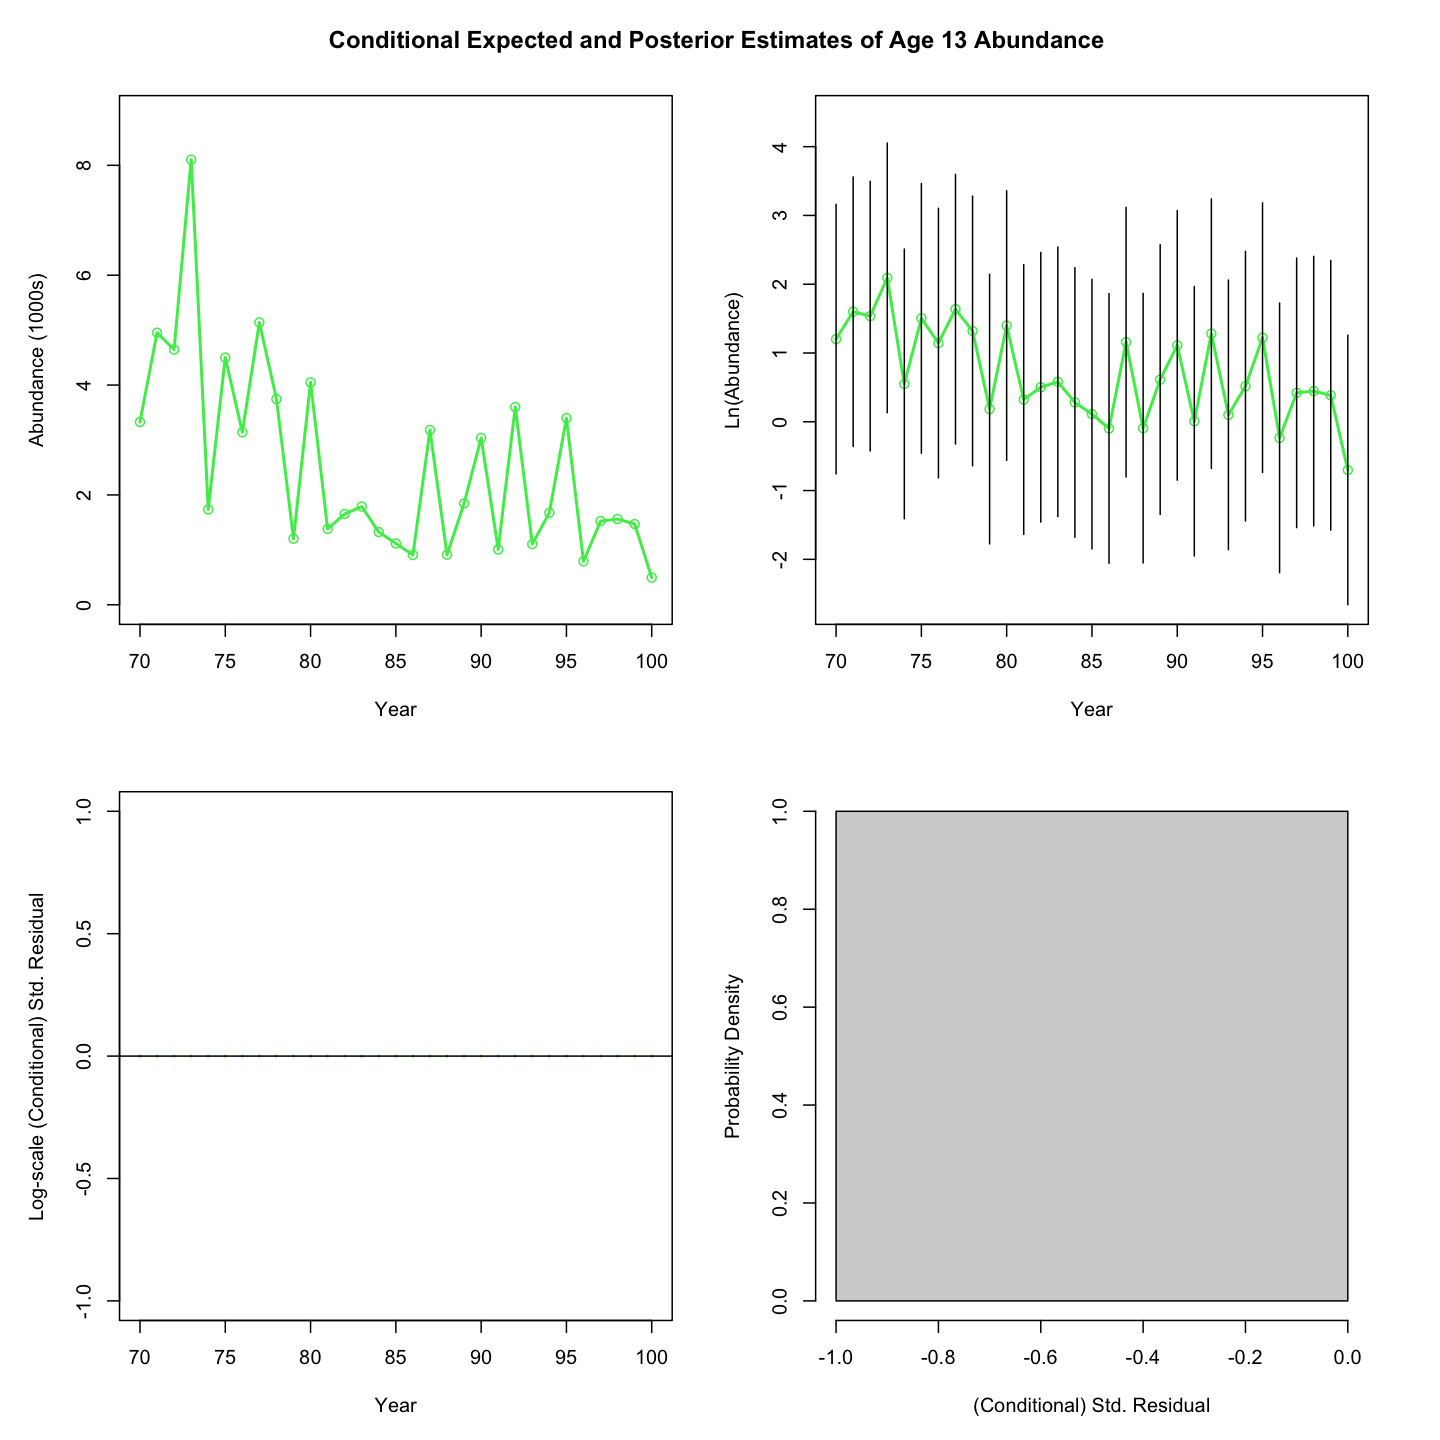 Conditional Expected and Posterior Estimates of Age 13 Abundance
Abundance (1000s)
8
6
4
2
0
70 75 80 85 90 95 100
Year
Ln(Abundance)
4
3
2
1
0
-1
-2
70 75 80 85 90 95 100
Year
Log-scale (Conditional) Std. Residual
1.0
0.5
0.0
-0.5
-1.0
70 75 80 85 90 95 100
Year
Probability Density
1.0
0.8
0.6
0.4
0.2
0.0
-1.0 -0.8 -0.6 -0.4 -0.2 0.0
(Conditional) Std. Residual